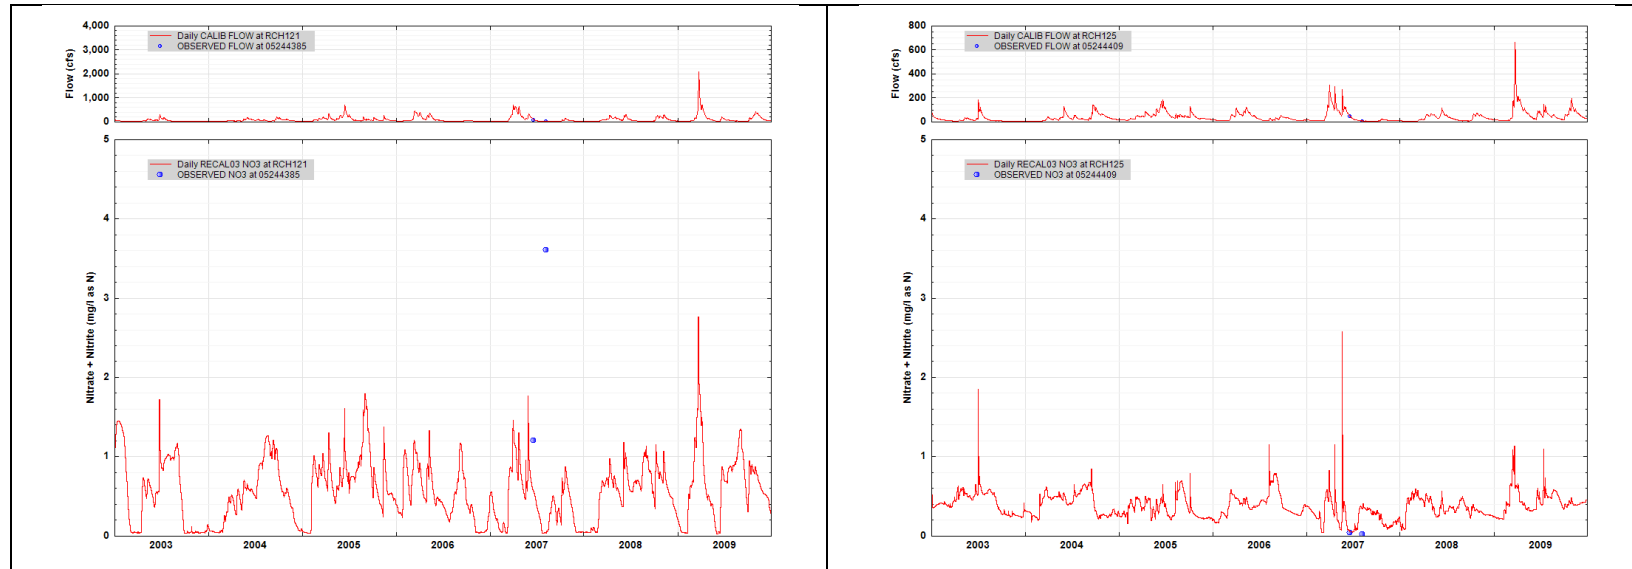 4,000
3,000
2,000
1,000
0
Flow (cfs)
Daily CALIB FLOW at RCH121
OBSERVED FLOW at 05244385
5
4
3
2
1
0
Nitrate + Nitrite (mg/l as N)
Daily RECAL03 NO3 at RCH121
OBSERVED NO3 at 05244385
2003 2004 2005 2006 2007 2008 2009
800
600
400
200
0
Flow (cfs)
Daily CALIB FLOW at RCH125
OBSERVED FLOW at 05244409
5
4
3
2
1
0
Nitrate + Nitrite (mg/l as N)
Daily RECAL03 NO3 at RCH125
OBSERVED NO3 at 05244409
2003 2004 2005 2006 2007 2008 2009